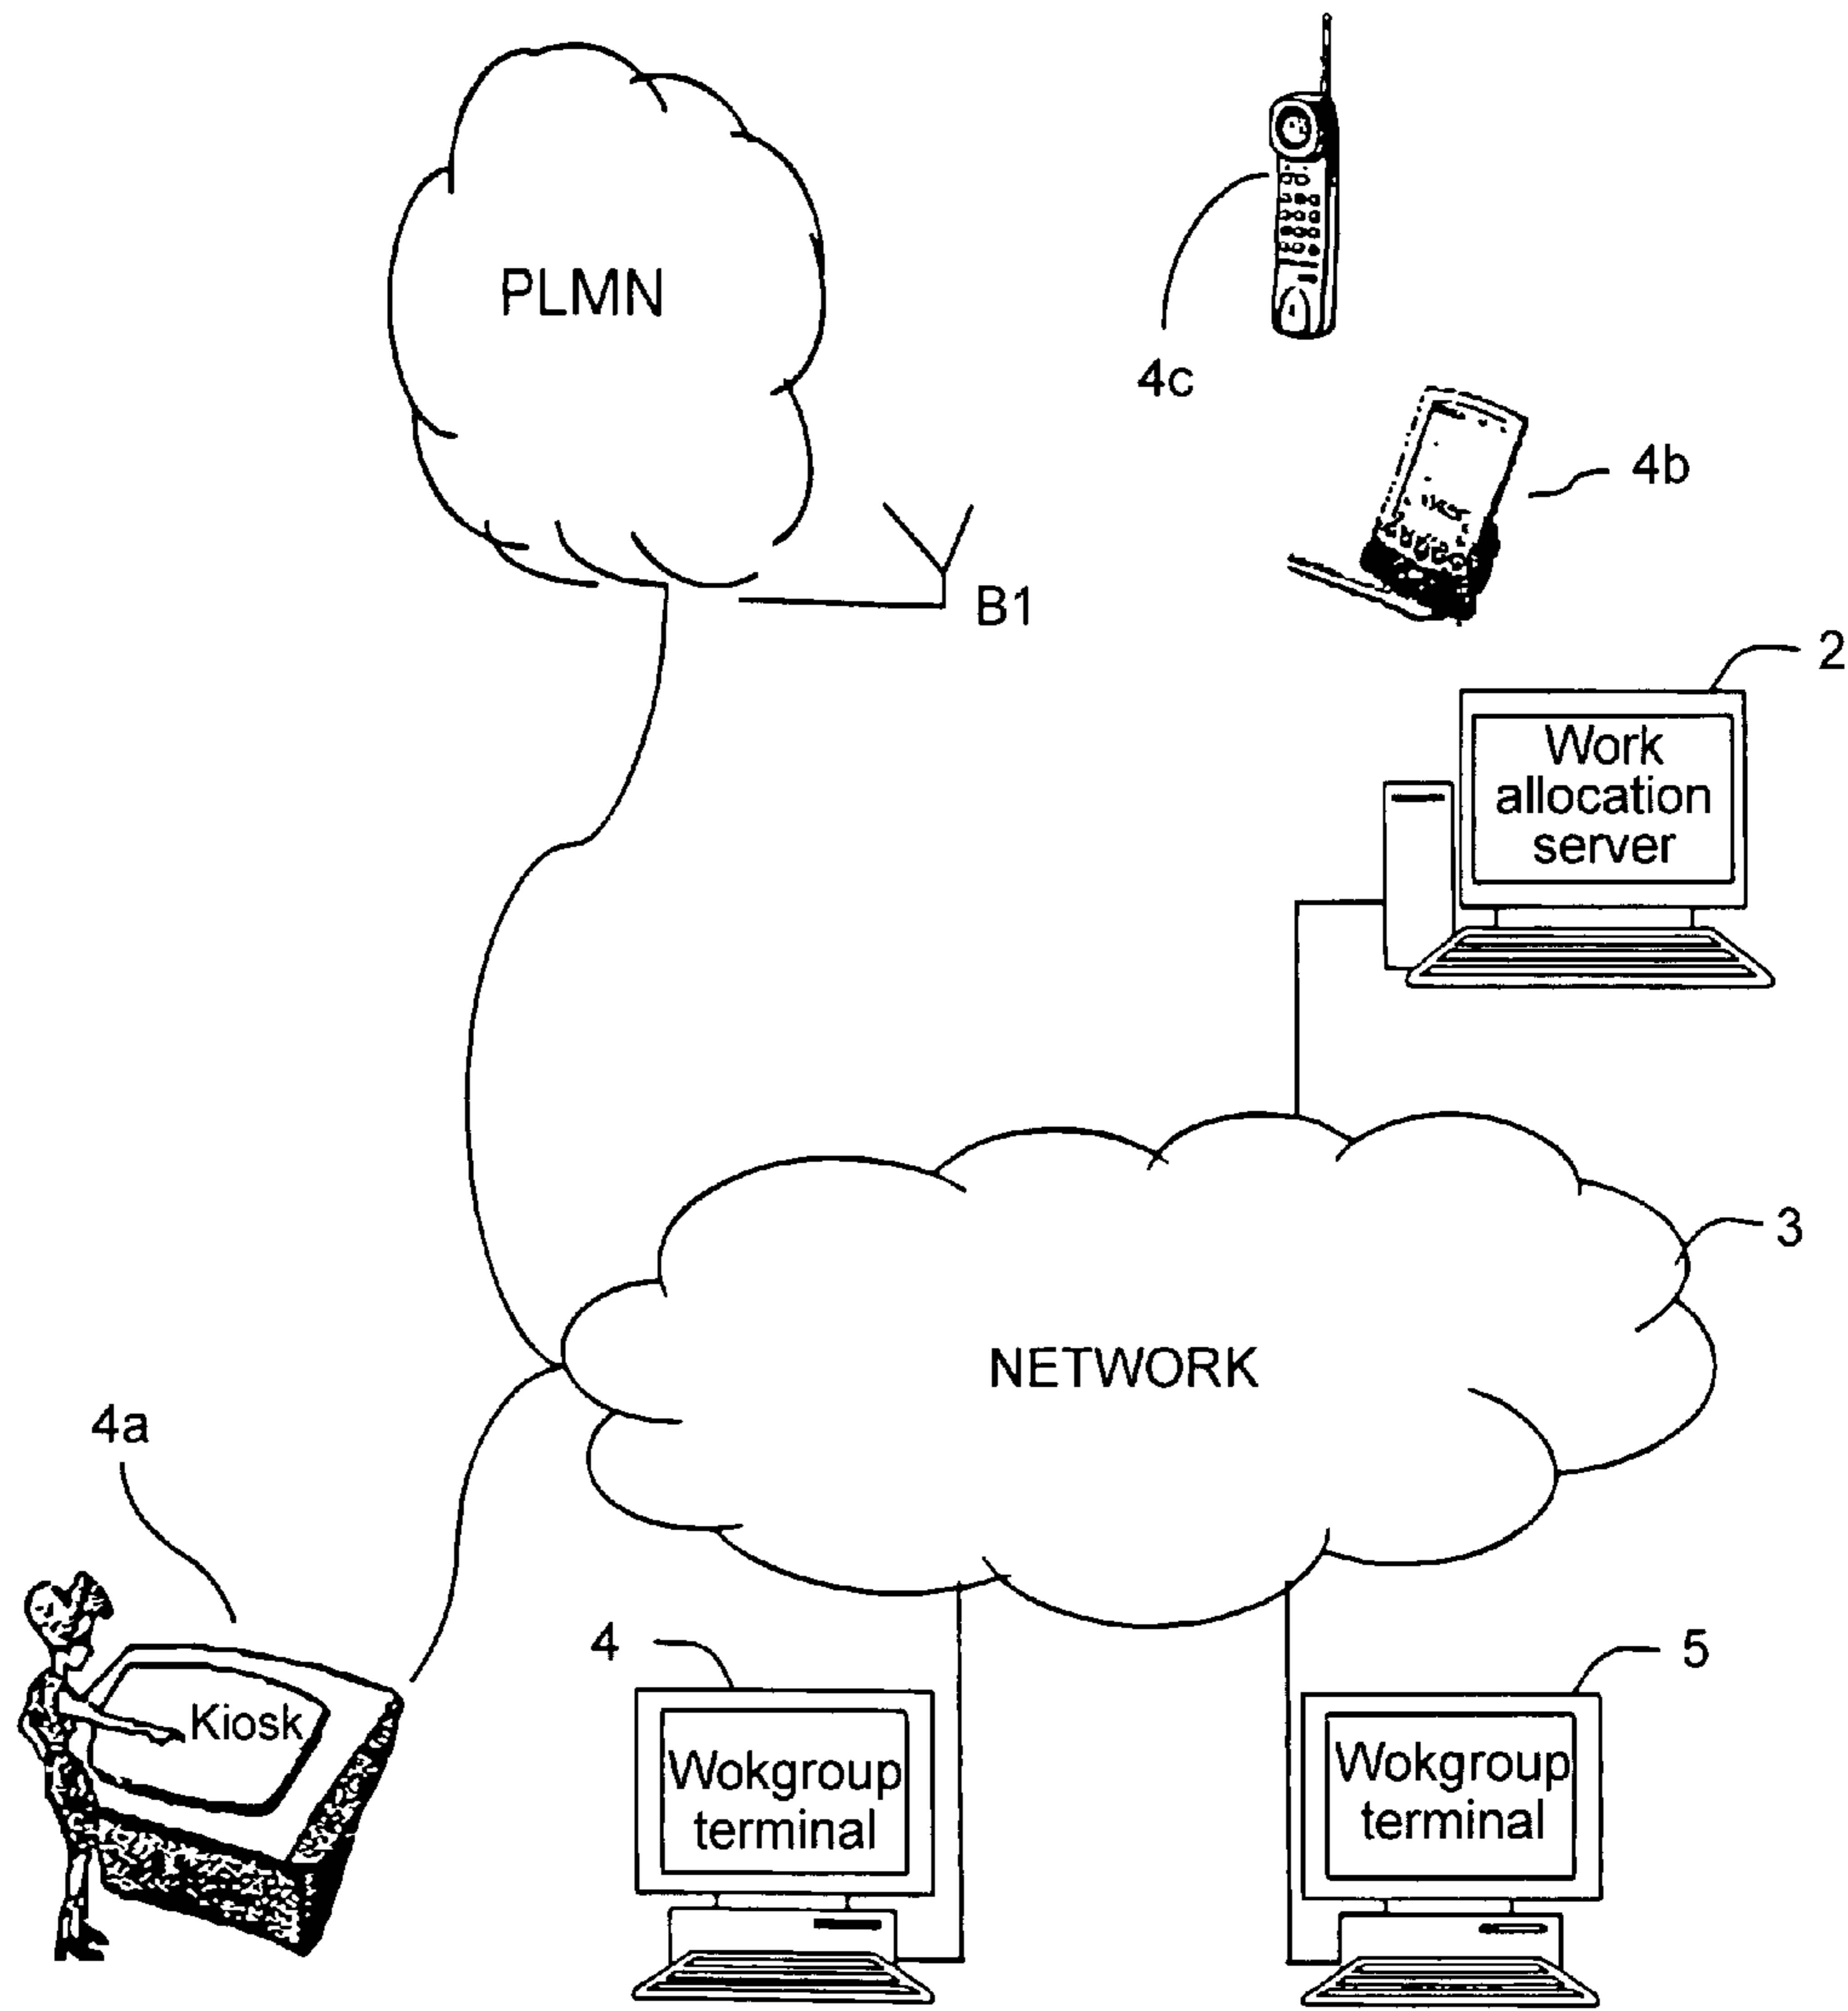 PLMN
4c
4b
B1
2
Work
allocation
server
3
NETWORK
4a
4
5
Kiosk
Wokgroup
terminal
Wokgroup
terminal